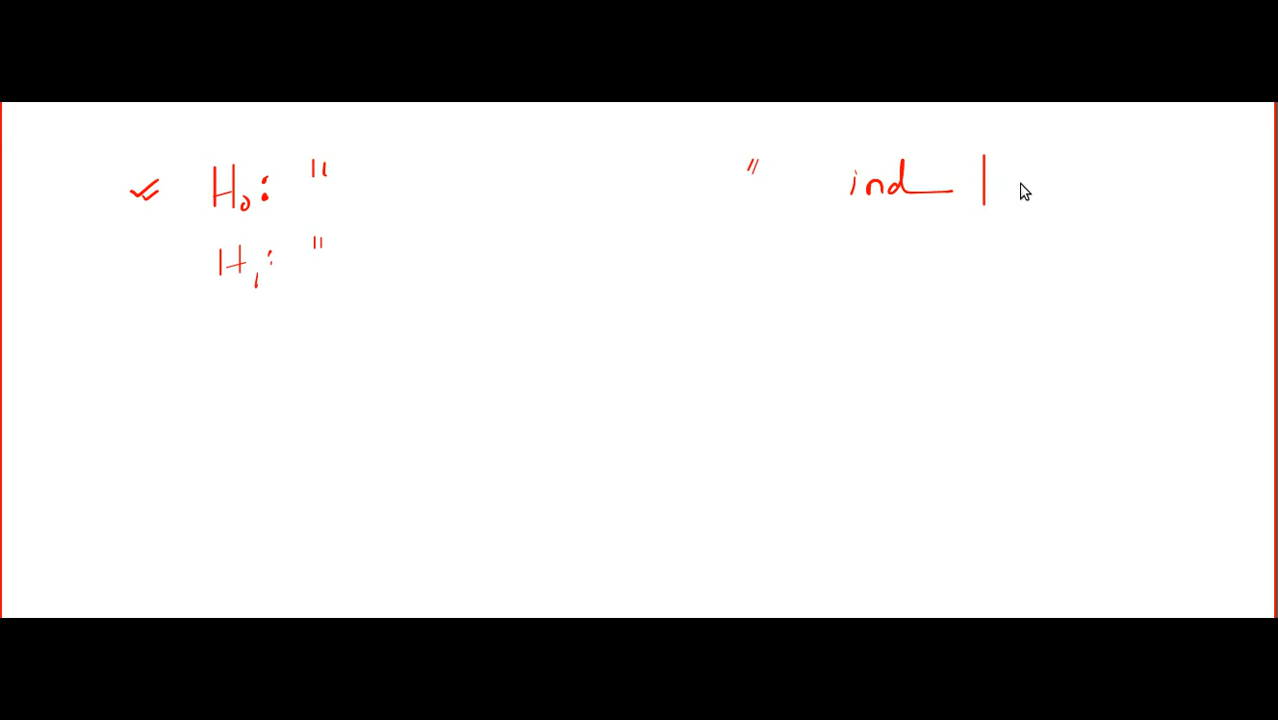 ✓ H₀: " " ind |
H₁: "